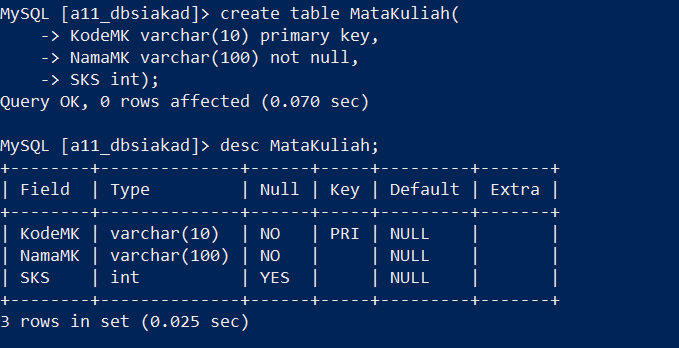 MySQL [a11_dbsiakad]> create table MataKuliah(
    -> KodeMK varchar(10) primary key,
    -> NamaMK varchar(100) not null,
    -> SKS int);
Query OK, 0 rows affected (0.070 sec)

MySQL [a11_dbsiakad]> desc MataKuliah;
+--------+--------------+------+-----+---------+-------+
| Field  | Type         | Null | Key | Default | Extra |
+--------+--------------+------+-----+---------+-------+
| KodeMK | varchar(10)  | NO   | PRI | NULL    |       |
| NamaMK | varchar(100) | NO   |     | NULL    |       |
| SKS    | int          | YES  |     | NULL    |       |
+--------+--------------+------+-----+---------+-------+
3 rows in set (0.025 sec)